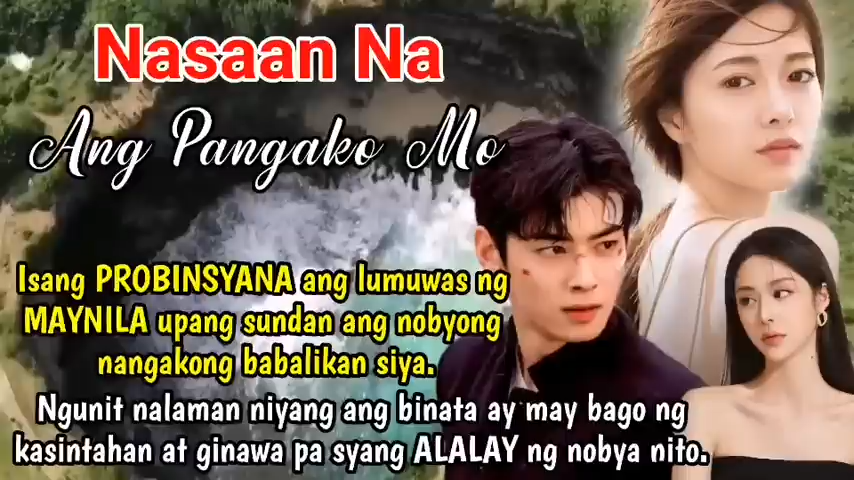 Nasaan Na
Ang Pangako Mo
Isang PROBINSYANA ang lumuwas ng
MAYNILA upang sundan ang nobyong
nangakong babalikan siya.
Ngunit nalaman niyang ang binata ay may bago ng
kasintahan at ginawa pa syang ALALAY ng nobya nito.